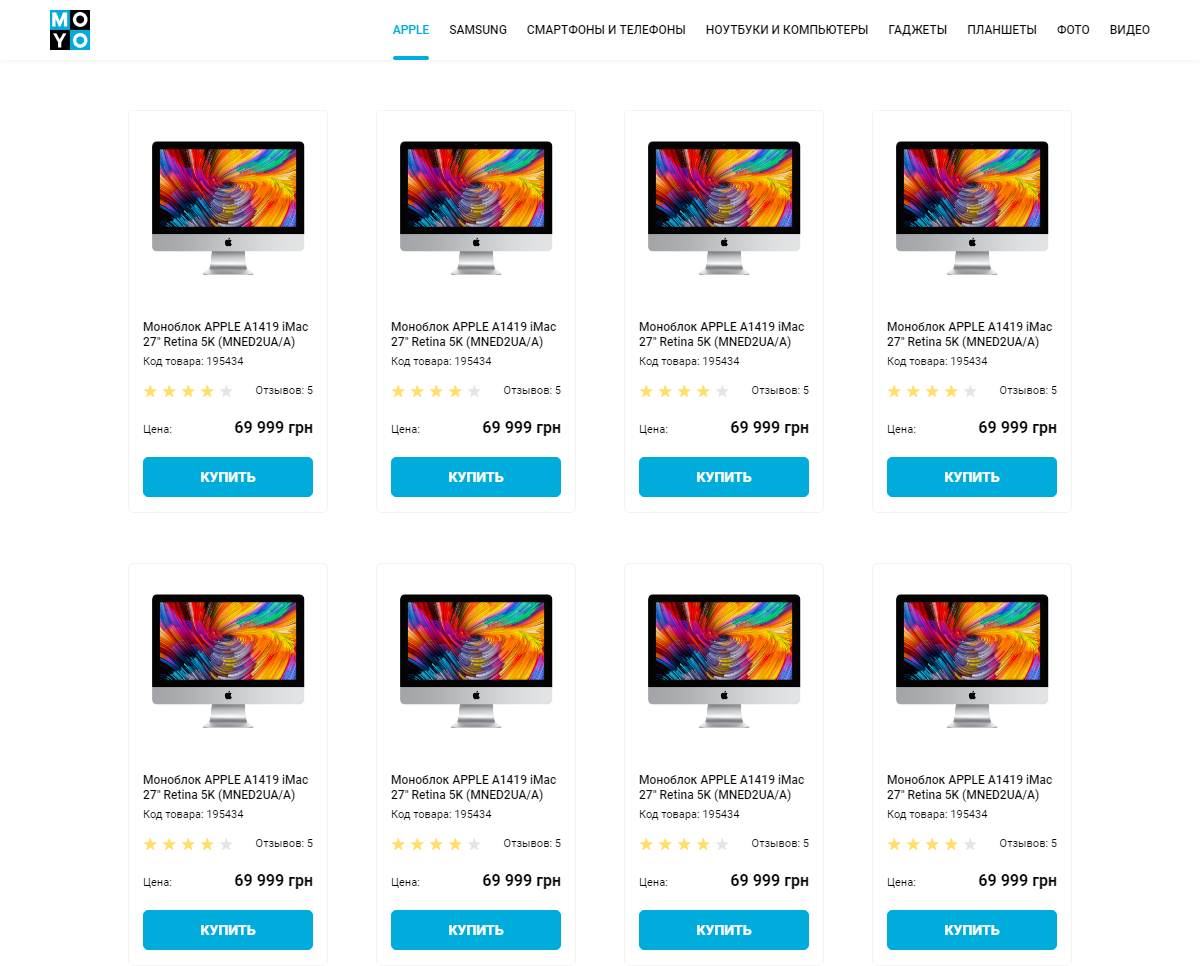 MO
YO
APPLE SAMSUNG СМАРТФОНЫ И ТЕЛЕФОНЫ НОУТБУКИ И КОМПЬЮТЕРЫ ГАДЖЕТЫ ПЛАНШЕТЫ ФОТО ВИДЕО
Моноблок APPLE A1419 iMac
27" Retina 5K (MNED2UA/A)
Код товара: 195434
Отзывов: 5
Цена: 69 999 грн
КУПИТЬ
Моноблок APPLE A1419 iMac
27" Retina 5K (MNED2UA/A)
Код товара: 195434
Отзывов: 5
Цена: 69 999 грн
КУПИТЬ
Моноблок APPLE A1419 iMac
27" Retina 5K (MNED2UA/A)
Код товара: 195434
Отзывов: 5
Цена: 69 999 грн
КУПИТЬ
Моноблок APPLE A1419 iMac
27" Retina 5K (MNED2UA/A)
Код товара: 195434
Отзывов: 5
Цена: 69 999 грн
КУПИТЬ
Моноблок APPLE A1419 iMac
27" Retina 5K (MNED2UA/A)
Код товара: 195434
Отзывов: 5
Цена: 69 999 грн
КУПИТЬ
Моноблок APPLE A1419 iMac
27" Retina 5K (MNED2UA/A)
Код товара: 195434
Отзывов: 5
Цена: 69 999 грн
КУПИТЬ
Моноблок APPLE A1419 iMac
27" Retina 5K (MNED2UA/A)
Код товара: 195434
Отзывов: 5
Цена: 69 999 грн
КУПИТЬ
Моноблок APPLE A1419 iMac
27" Retina 5K (MNED2UA/A)
Код товара: 195434
Отзывов: 5
Цена: 69 999 грн
КУПИТЬ